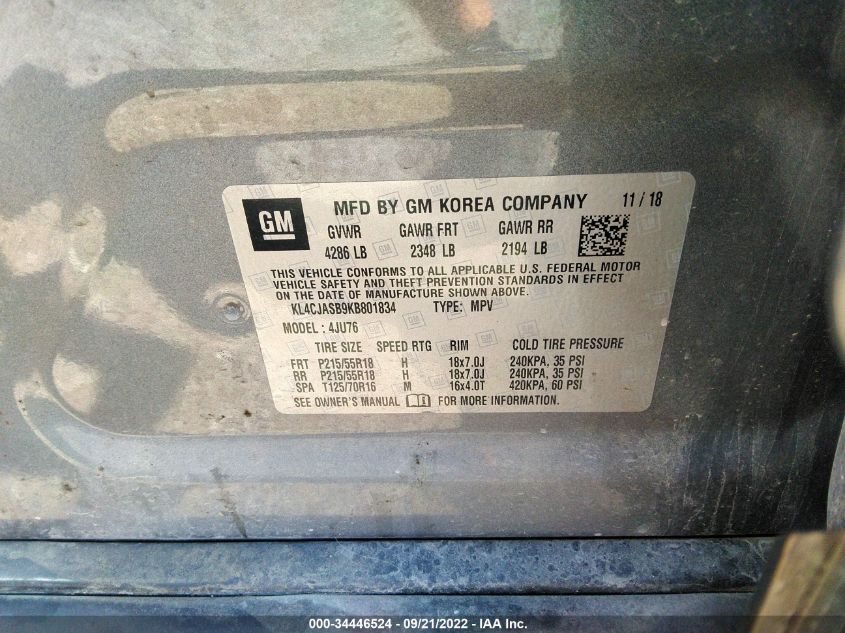 GM
MFD BY GM KOREA COMPANY 11 / 18
GVWR GAWR FRT GAWR RR
4286 LB 2348 LB 2194 LB
THIS VEHICLE CONFORMS TO ALL APPLICABLE U.S. FEDERAL MOTOR
VEHICLE SAFETY AND THEFT PREVENTION STANDARDS IN EFFECT
ON THE DATE OF MANUFACTURE SHOWN ABOVE.
KL4CJASB9KB801834 TYPE: MPV
MODEL : 4JU76
TIRE SIZE SPEED RTG RIM COLD TIRE PRESSURE
FRT P215/55R18 H 18x7.0J 240KPA, 35 PSI
RR P215/55R18 H 18x7.0J 240KPA, 35 PSI
SPA T125/70R16 M 16x4.0T 420KPA, 60 PSI
SEE OWNER'S MANUAL FOR MORE INFORMATION.
000-34446524 - 09/21/2022 - IAA Inc.